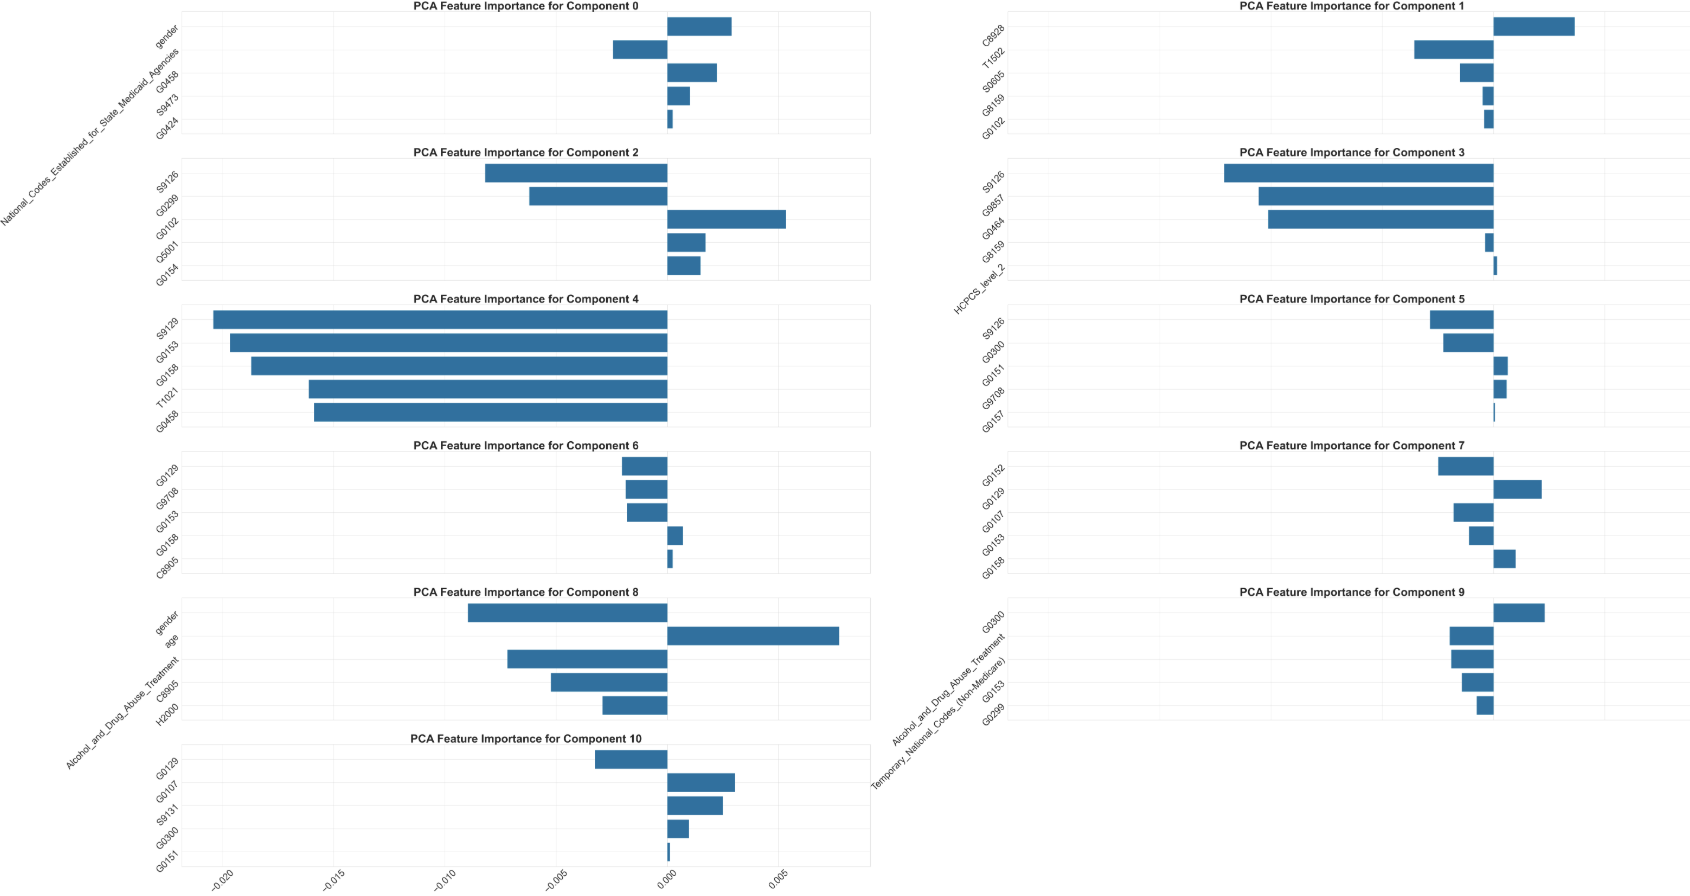 PCA Feature Importance for Component 0
gender
National_Codes_Established_for_State_Medicaid_Agencies
G0458
S9473
G0424
PCA Feature Importance for Component 1
C8928
T1502
S0605
G8159
G0102
PCA Feature Importance for Component 2
S9126
G0299
G0102
Q5001
G0154
PCA Feature Importance for Component 3
S9126
G9857
G0464
G8159
HCPCS_level_2
PCA Feature Importance for Component 4
S9129
G0153
G0158
T1021
G0458
PCA Feature Importance for Component 5
S9126
G0300
G0151
G9708
G0157
PCA Feature Importance for Component 6
G0129
G9708
G0153
G0158
C8905
PCA Feature Importance for Component 7
G0152
G0129
G0107
G0153
G0158
PCA Feature Importance for Component 8
gender
age
Alcohol_and_Drug_Abuse_Treatment
C8905
H2000
PCA Feature Importance for Component 9
G0300
Alcohol_and_Drug_Abuse_Treatment
Temporary_National_Codes_(Non-Medicare)
G0153
G0299
PCA Feature Importance for Component 10
G0129
G0107
S9131
G0300
G0151
−0.020
−0.015
−0.010
−0.005
0.000
0.005